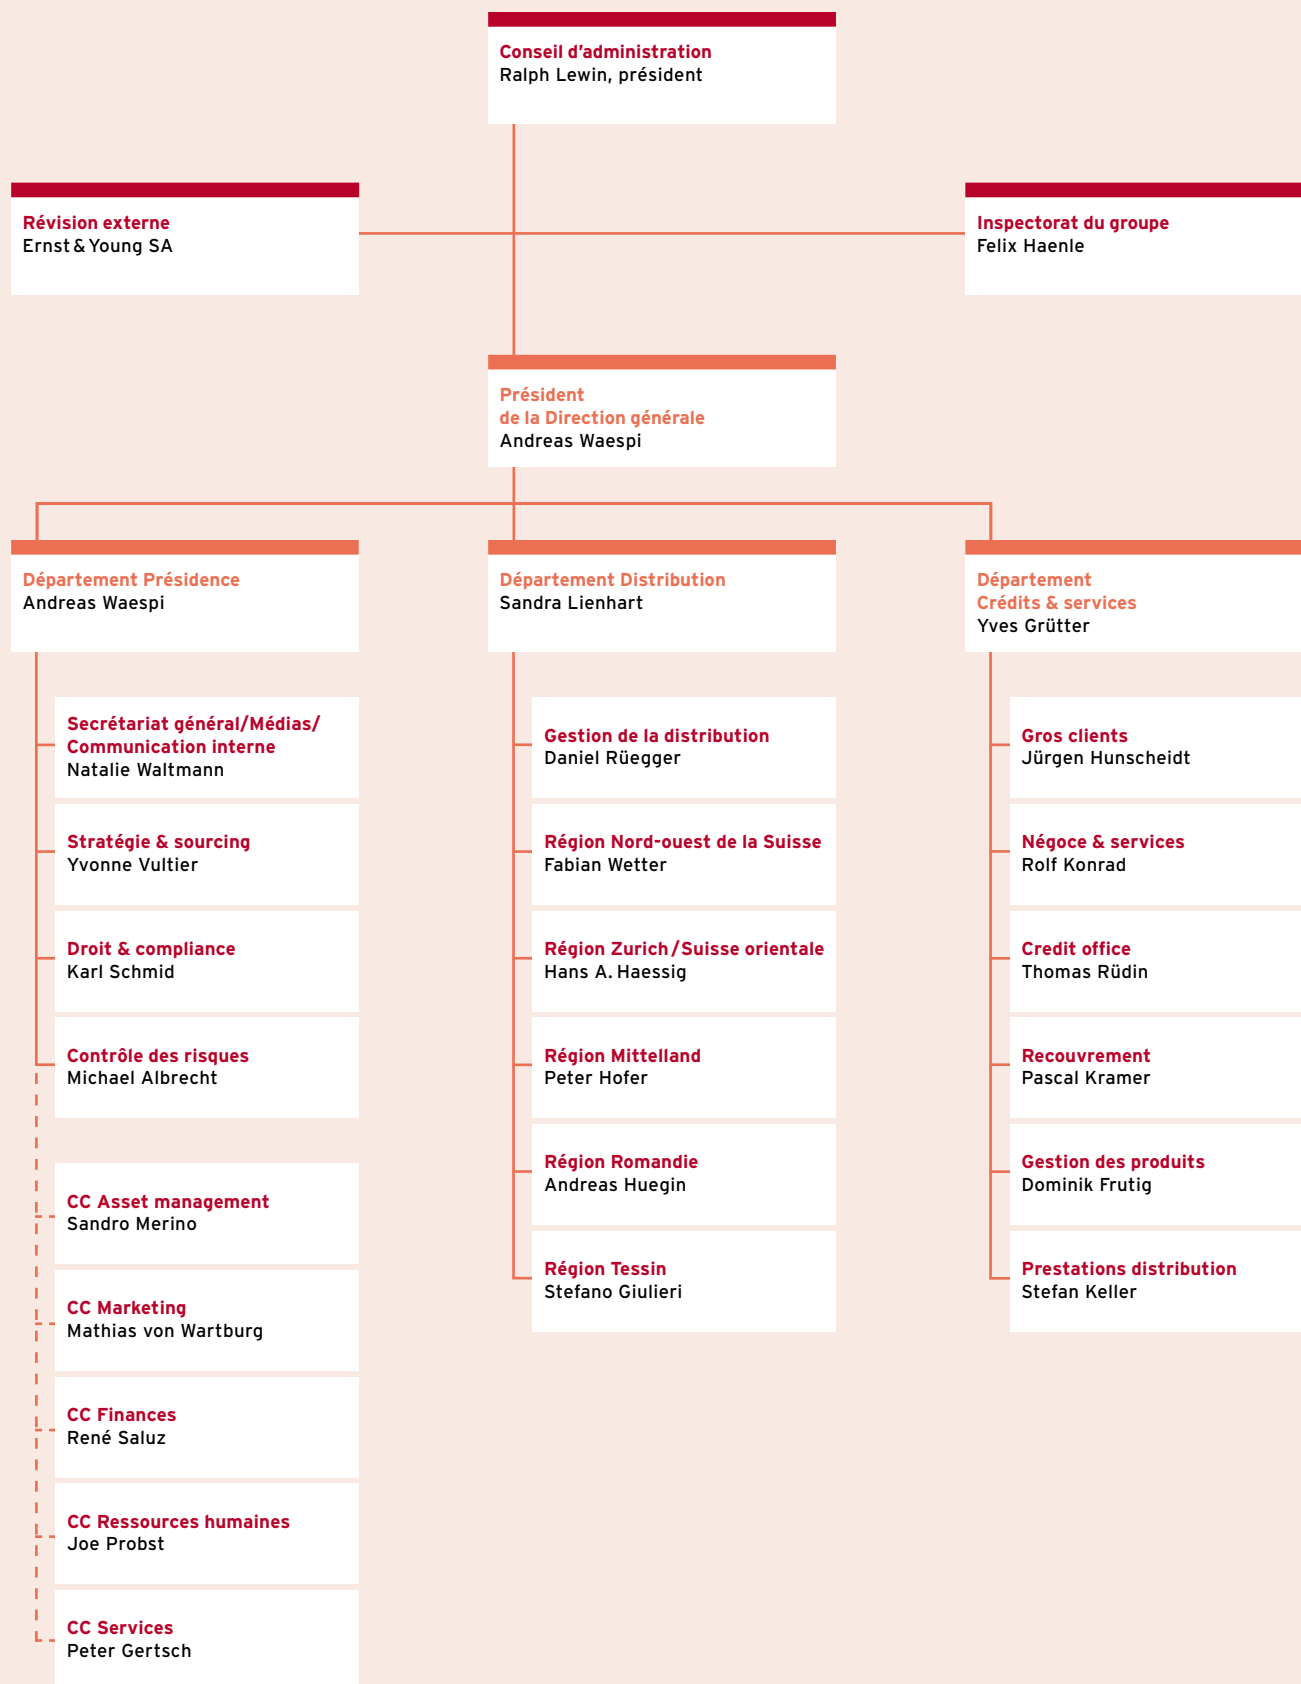 Conseil d’administration
Ralph Lewin, président
Révision externe
Ernst & Young SA
Inspectorat du groupe
Felix Haenle
Président
de la Direction générale
Andreas Waespi
Département Présidence
Andreas Waespi
Secrétariat général/Médias/
Communication interne
Natalie Waltmann
Stratégie & sourcing
Yvonne Vultier
Droit & compliance
Karl Schmid
Contrôle des risques
Michael Albrecht
CC Asset management
Sandro Merino
CC Marketing
Mathias von Wartburg
CC Finances
René Saluz
CC Ressources humaines
Joe Probst
CC Services
Peter Gertsch
Département Distribution
Sandra Lienhart
Gestion de la distribution
Daniel Rüegger
Région Nord-ouest de la Suisse
Fabian Wetter
Région Zurich / Suisse orientale
Hans A. Haessig
Région Mittelland
Peter Hofer
Région Romandie
Andreas Huegin
Région Tessin
Stefano Giulieri
Département
Crédits & services
Yves Grütter
Gros clients
Jürgen Hunscheidt
Négoce & services
Rolf Konrad
Credit office
Thomas Rüdin
Recouvrement
Pascal Kramer
Gestion des produits
Dominik Frutig
Prestations distribution
Stefan Keller